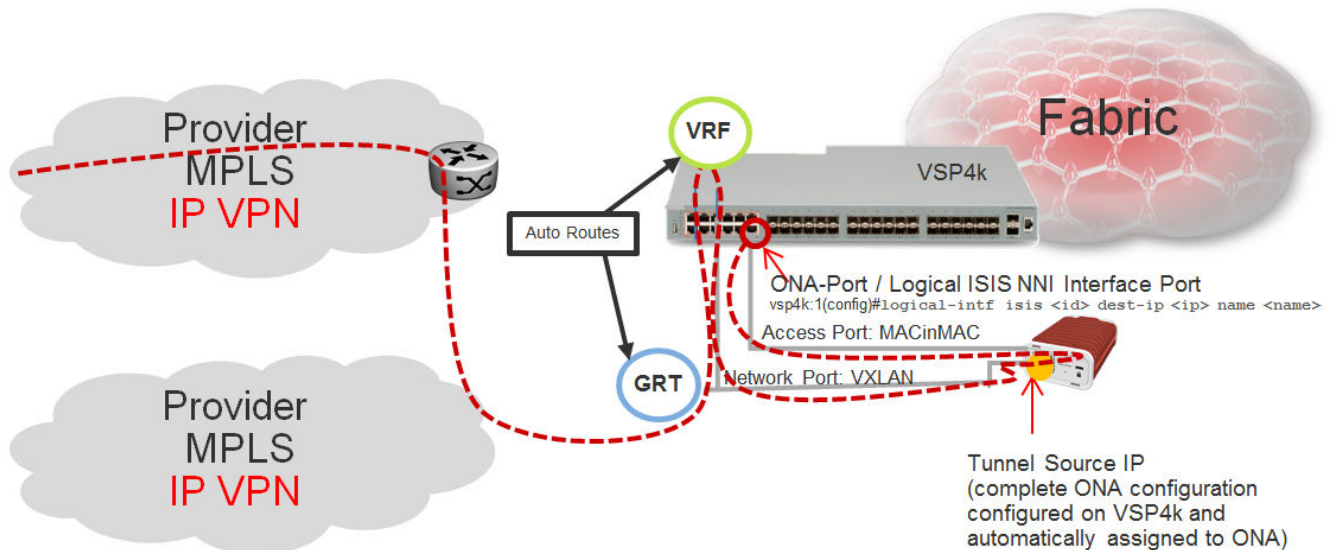 Provider
MPLS
IP VPN
VRF
VSP4k
Fabric
Auto Routes
ONA-Port / Logical ISIS NNI Interface Port
vsp4k:1(config)#logical-intf isis <id> dest-ip <ip> name <name>
Access Port: MACinMAC
GRT
Network Port: VXLAN
Provider
MPLS
IP VPN
Tunnel Source IP
(complete ONA configuration
configured on VSP4k and
automatically assigned to ONA)